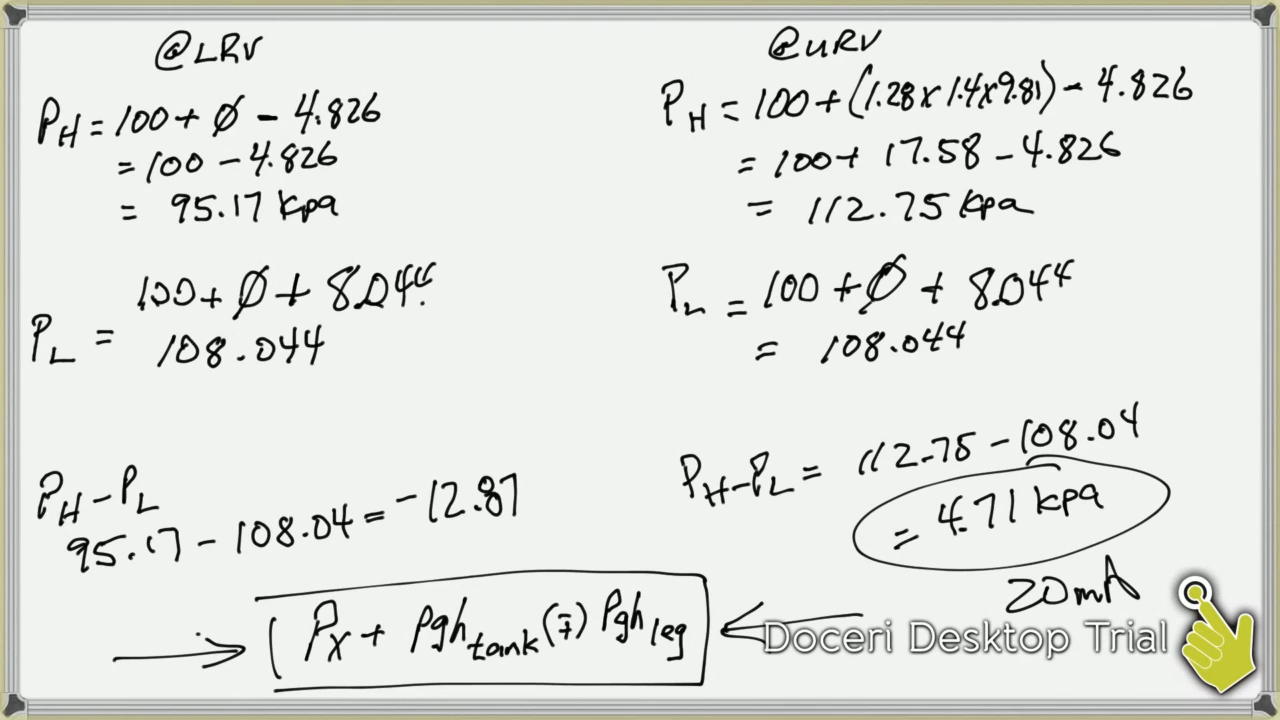 @LRV
P_H = 100 + ∅ - 4.826
= 100 - 4.826
= 95.17 kpa
100 + ∅ + 8.044
P_L = 108.044
P_H - P_L
95.17 - 108.04 = -12.87
@URV
P_H = 100 + (1.28 x 1.4 x 9.81) - 4.826
= 100 + 17.58 - 4.826
= 112.75 kpa
P_L = 100 + ∅ + 8.044
= 108.044
P_H - P_L = 112.75 - 108.04
= 4.71 kpa
20mA
P_X + ρgh_tank (∓) ρgh_leg
Doceri Desktop Trial